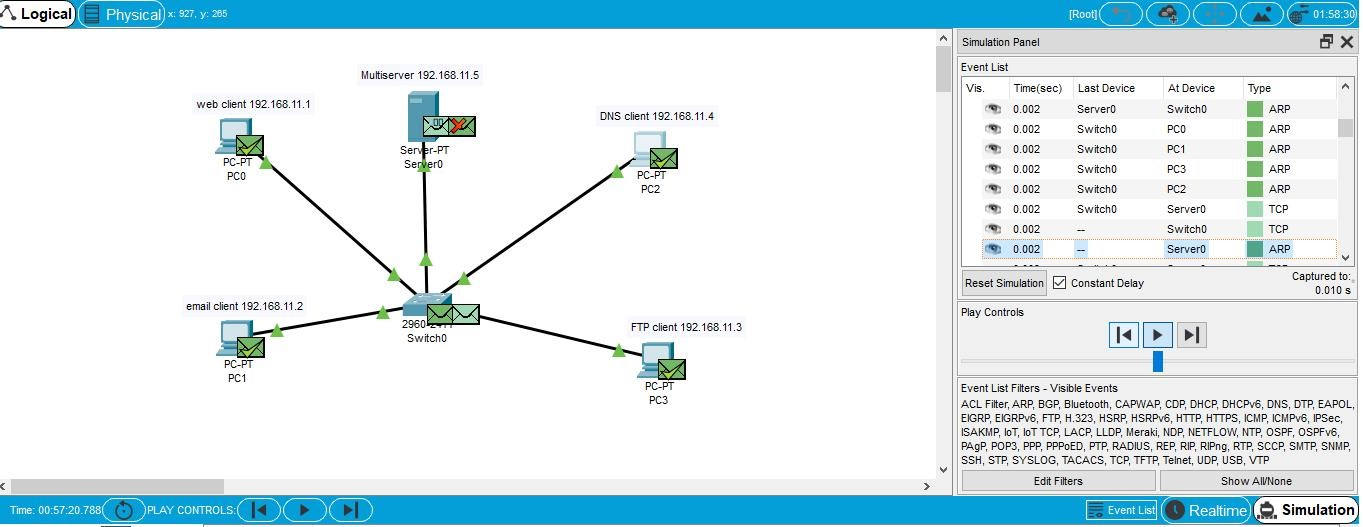 Logical Physical x: 927, y: 265 [Root] 01:58:30
Multiserver 192.168.11.5
web client 192.168.11.1
DNS client 192.168.11.4
Server-PT
Server0
PC-PT
PC0
PC-PT
PC2
email client 192.168.11.2
FTP client 192.168.11.3
Switch0
PC-PT
PC1
PC-PT
PC3
Simulation Panel
Event List
Vis. Time(sec) Last Device At Device Type
0.002 Server0 Switch0 ARP
0.002 Switch0 PC0 ARP
0.002 Switch0 PC1 ARP
0.002 Switch0 PC3 ARP
0.002 Switch0 PC2 ARP
0.002 Switch0 Server0 TCP
0.002 -- Switch0 TCP
0.002 -- Server0 ARP
Reset Simulation Constant Delay Captured to:
0.010 s
Play Controls
Event List Filters - Visible Events
ACL Filter, ARP, BGP, Bluetooth, CAPWAP, CDP, DHCP, DHCPv6, DNS, DTP, EAPOL,
EIGRP, EIGRPv6, FTP, H.323, HSRP, HSRPv6, HTTP, HTTPS, ICMP, ICMPv6, IPSec,
ISAKMP, IoT, IoT TCP, LACP, LLDP, Meraki, NDP, NETFLOW, NTP, OSPF, OSPFv6,
PAgP, POP3, PPP, PPPoED, PTP, RADIUS, REP, RIP, RIPng, RTP, SCCP, SMTP, SNMP,
SSH, STP, SYSLOG, TACACS, TCP, TFTP, Telnet, UDP, USB, VTP
Edit Filters Show All/None
Time: 00:57:20.788 PLAY CONTROLS: Event List Realtime Simulation